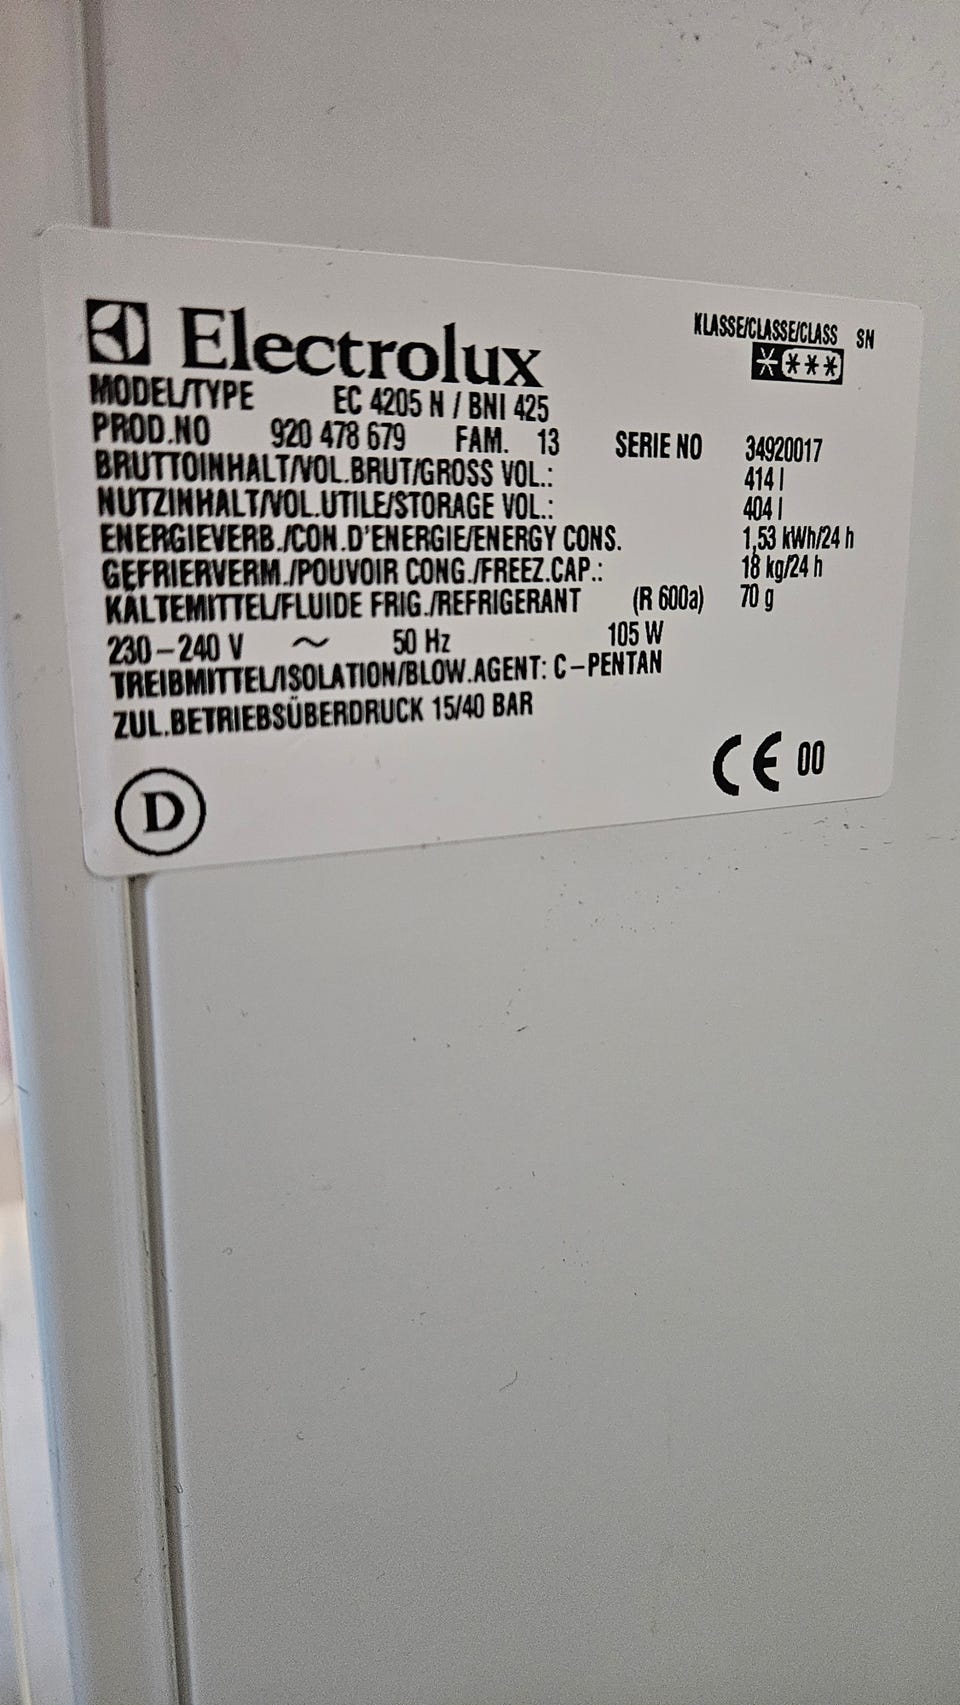 Electrolux
KLASSE/CLASSE/CLASS SN
MODEL/TYPE EC 4205 N / BNI 425
PROD.NO 920 478 679 FAM. 13 SERIE NO 34920017
BRUTTOINHALT/VOL.BRUT/GROSS VOL.: 414 l
NUTZINHALT/VOL.UTILE/STORAGE VOL.: 404 l
ENERGIEVERB./CON.D'ENERGIE/ENERGY CONS. 1,53 kWh/24 h
GEFRIERVERM./POUVOIR CONG./FREEZ.CAP.: 18 kg/24 h
KÄLTEMITTEL/FLUIDE FRIG./REFRIGERANT (R 600a) 70 g
230–240 V ~ 50 Hz 105 W
TREIBMITTEL/ISOLATION/BLOW.AGENT: C–PENTAN
ZUL.BETRIEBSÜBERDRUCK 15/40 BAR
CE 00
D